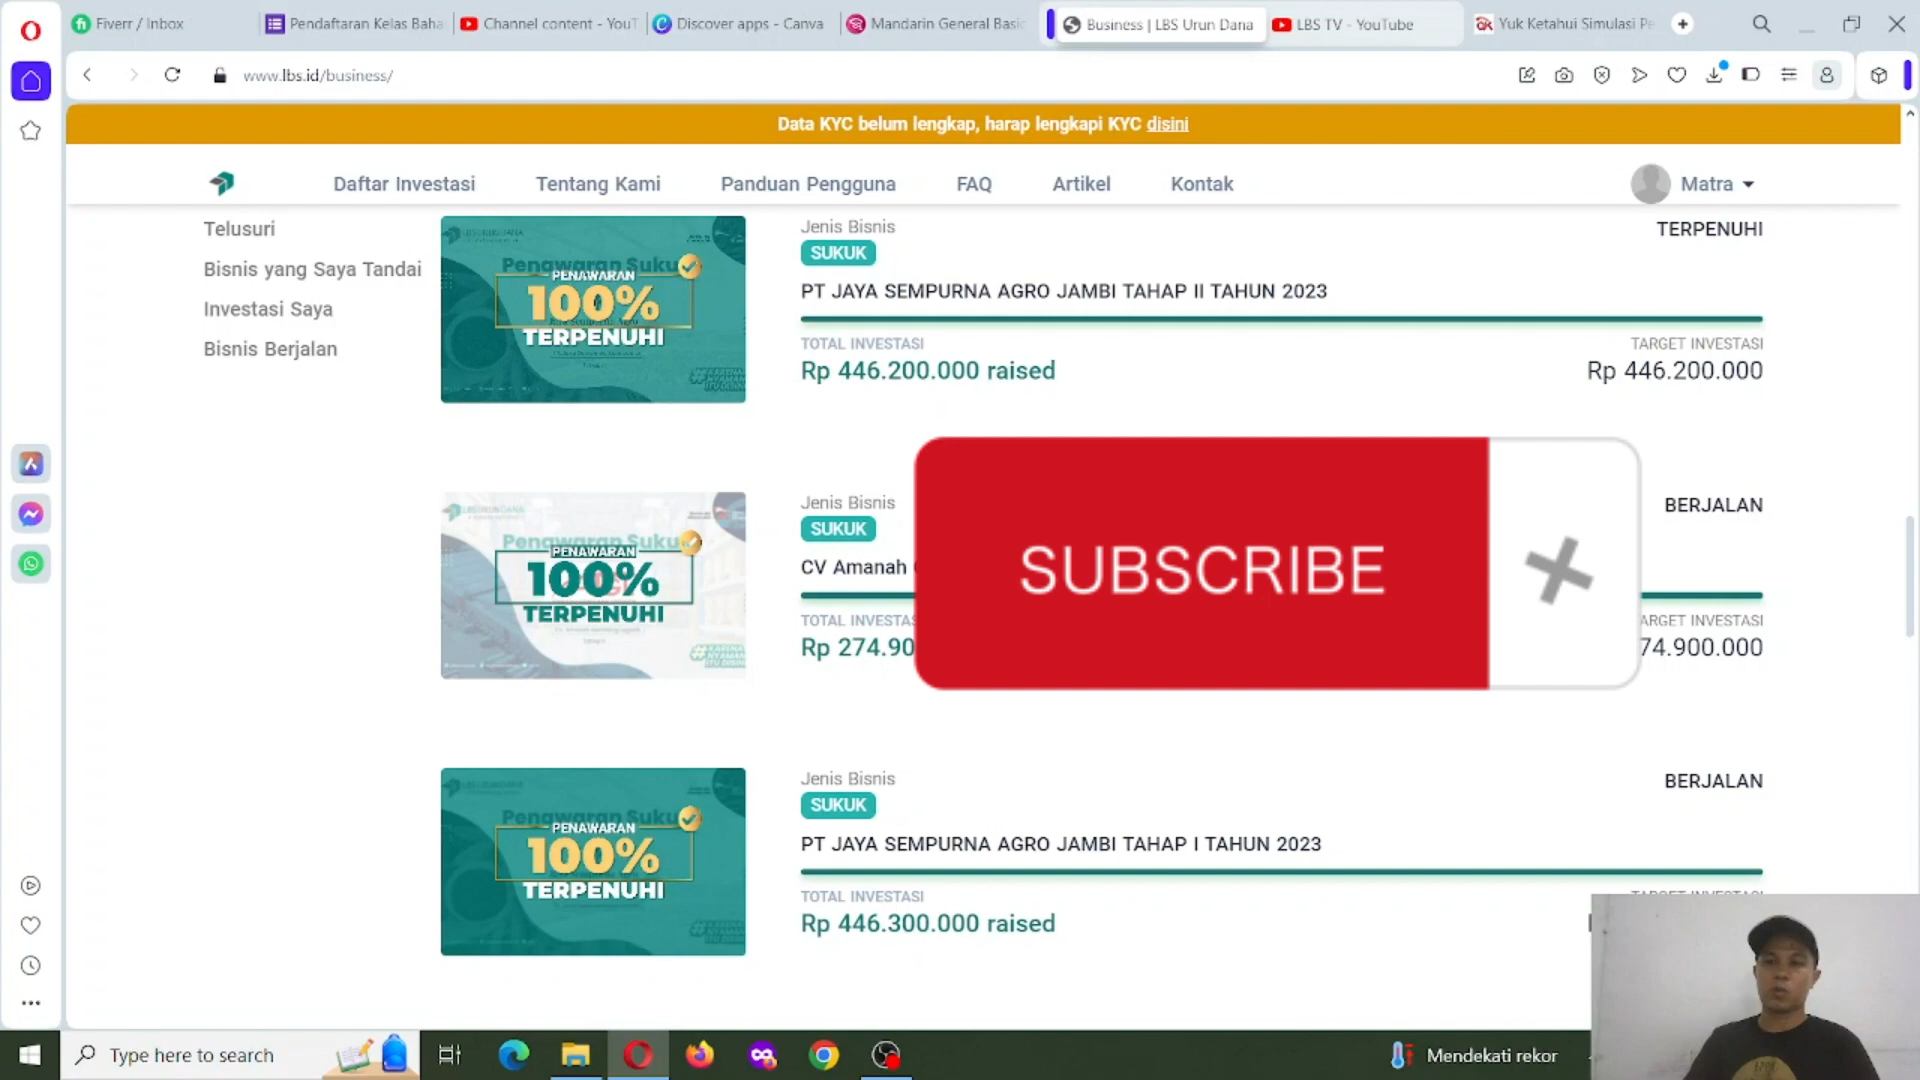 Fiverr / Inbox
Pendaftaran Kelas Baha
Channel content - YouT
Discover apps - Canva
Mandarin General Basic
Business | LBS Urun Dana
LBS TV - YouTube
Yuk Ketahui Simulasi Pe
www.lbs.id/business/
Data KYC belum lengkap, harap lengkapi KYC disini
Daftar Investasi
Tentang Kami
Panduan Pengguna
FAQ
Artikel
Kontak
Matra
Telusuri
Bisnis yang Saya Tandai
Investasi Saya
Bisnis Berjalan
Penawaran Suku
PENAWARAN
100%
TERPENUHI
Jenis Bisnis
SUKUK
TERPENUHI
PT JAYA SEMPURNA AGRO JAMBI TAHAP II TAHUN 2023
TOTAL INVESTASI
Rp 446.200.000 raised
TARGET INVESTASI
Rp 446.200.000
Penawaran Suku
PENAWARAN
100%
TERPENUHI
Jenis Bisnis
SUKUK
BERJALAN
CV Amanah
TOTAL INVESTAS
Rp 274.90
ARGET INVESTASI
74.900.000
SUBSCRIBE
Penawaran Suku
PENAWARAN
100%
TERPENUHI
Jenis Bisnis
SUKUK
BERJALAN
PT JAYA SEMPURNA AGRO JAMBI TAHAP I TAHUN 2023
TOTAL INVESTASI
Rp 446.300.000 raised
Type here to search
Mendekati rekor